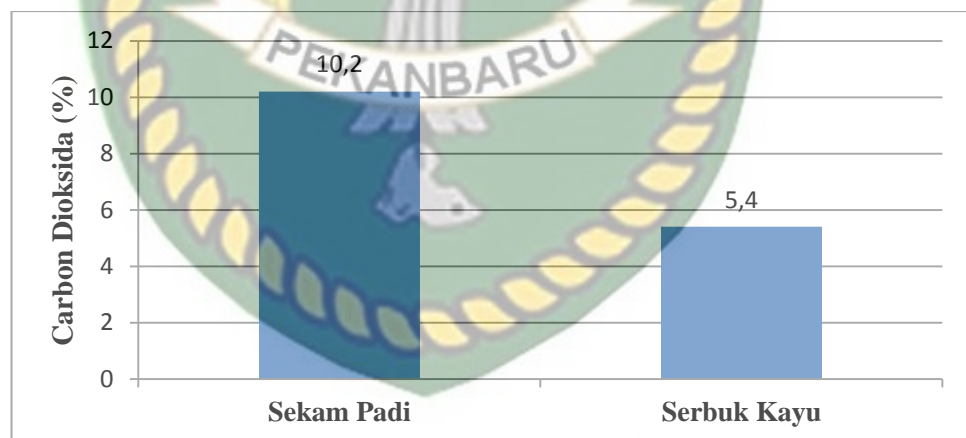 PEKANBARU
Carbon Dioksida (%)
12
10
8
6
4
2
0
10,2
5,4
Sekam Padi
Serbuk Kayu